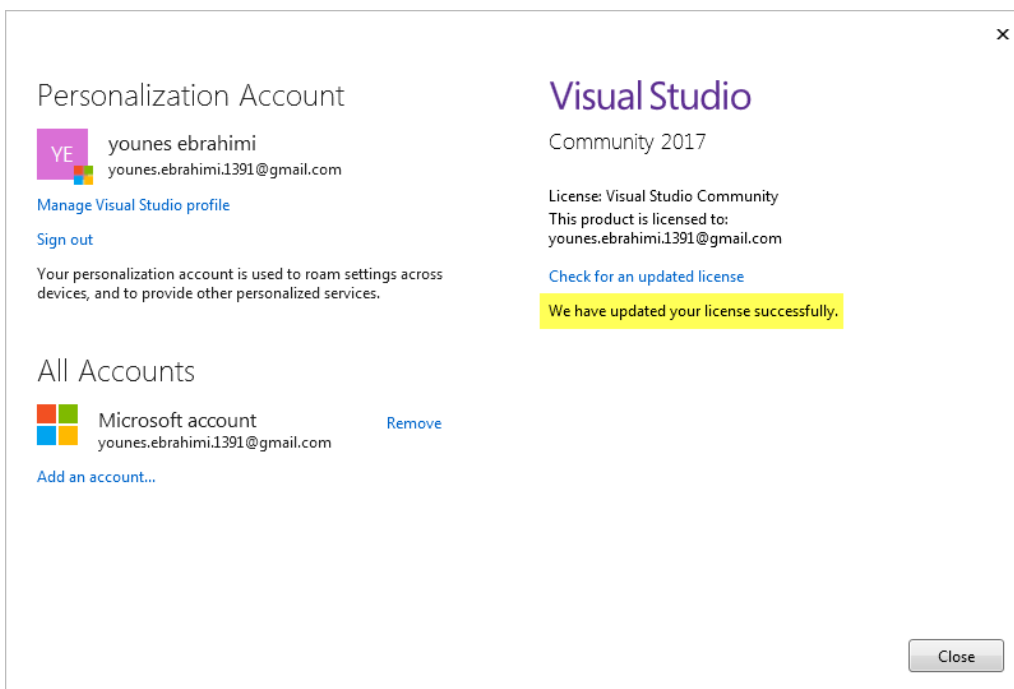 ×
Personalization Account
YE
younes ebrahimi
younes.ebrahimi.1391@gmail.com
Manage Visual Studio profile
Sign out
Your personalization account is used to roam settings across
devices, and to provide other personalized services.
All Accounts
Microsoft account
younes.ebrahimi.1391@gmail.com
Remove
Add an account...
Visual Studio
Community 2017
License: Visual Studio Community
This product is licensed to:
younes.ebrahimi.1391@gmail.com
Check for an updated license
We have updated your license successfully.
Close